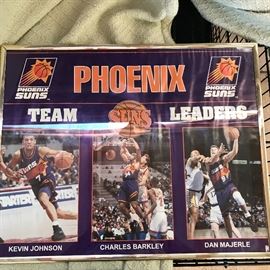 PHOENIX
PHOENIX
SUNS
PHOENIX
SUNS
TEAM SUNS LEADERS
KEVIN JOHNSON CHARLES BARKLEY DAN MAJERLE